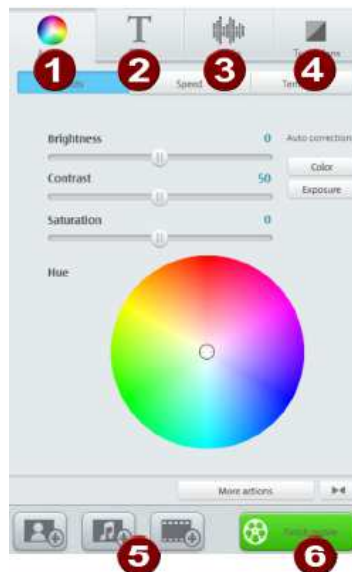 1 2 3 4
Speed
Brightness 0 Auto correction
Color
Contrast 50
Exposure
Saturation 0
Hue
More actions
5 6